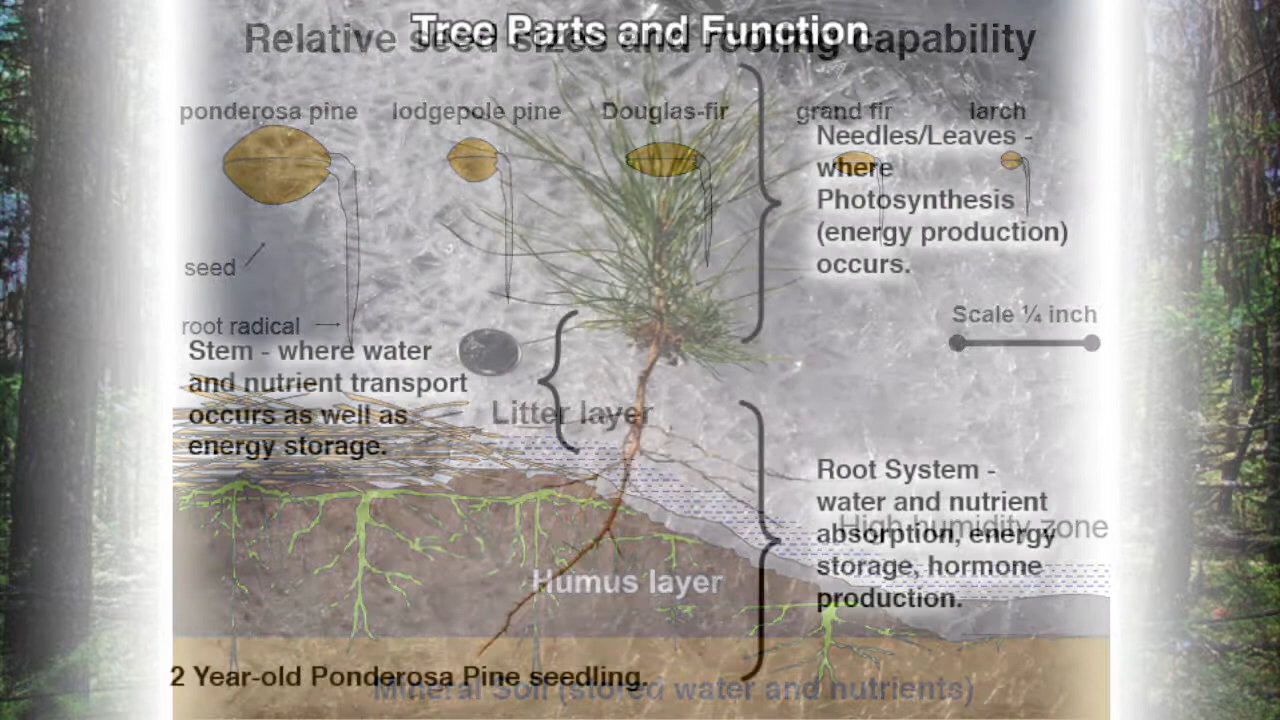 Tree Parts and Function
Relative seed sizes and rooting capability
ponderosa pine
lodgepole pine
Douglas-fir
grand fir
larch
Needles/Leaves -
where
Photosynthesis
(energy production)
occurs.
seed
root radical
Scale ¼ inch
Stem - where water
and nutrient transport
occurs as well as
energy storage.
Litter layer
Root System -
water and nutrient
absorption, energy
storage, hormone
production.
High humidity zone
Humus layer
2 Year-old Ponderosa Pine seedling.
Mineral Soil (stored water and nutrients)